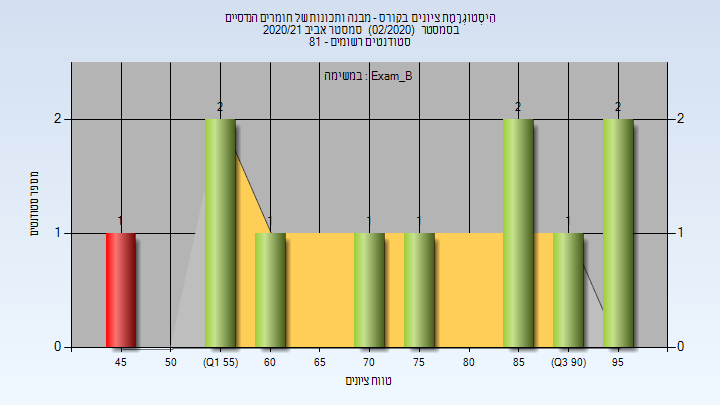 הִיסְטוֹגְרָמַת ציונים בקורס - מבנה ותכונות של חומרים הנדסיים
בסמסטר (02/2020) סמסטר אביב 2020/21
סטודנטים רשומים - 81
במשימה : Exam_B
מספר סטודנטים
2 2 2
2 2
1 1 1 1 1
1 1
0 0
45 50 (Q1 55) 60 65 70 75 80 85 (Q3 90) 95
טווח ציונים